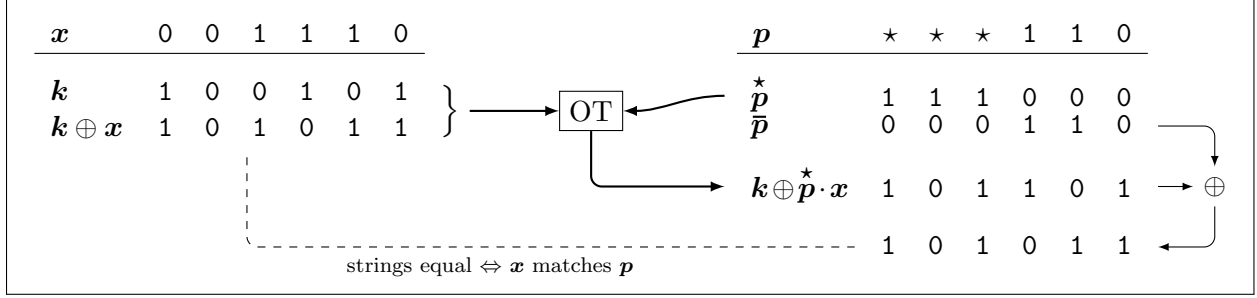 x 0 0 1 1 1 0 p ⋆ ⋆ ⋆ 1 1 0
k 1 0 0 1 0 1 } OT p⋆ 1 1 1 0 0 0
k ⊕ x 1 0 1 0 1 1 p̄ 0 0 0 1 1 0
k ⊕ p⋆ · x 1 0 1 1 0 1 ⊕
1 0 1 0 1 1
strings equal ⇔ x matches p